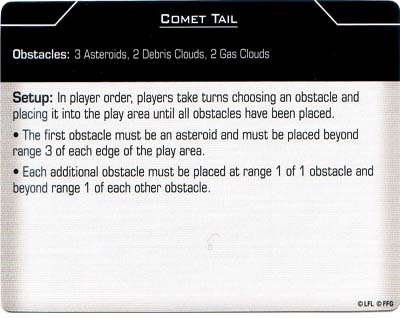 Comet Tail
Obstacles: 3 Asteroids, 2 Debris Clouds, 2 Gas Clouds
Setup: In player order, players take turns choosing an obstacle and
placing it into the play area until all obstacles have been placed.
• The first obstacle must be an asteroid and must be placed beyond
range 3 of each edge of the play area.
• Each additional obstacle must be placed at range 1 of 1 obstacle and
beyond range 1 of each other obstacle.
© LFL © FFG